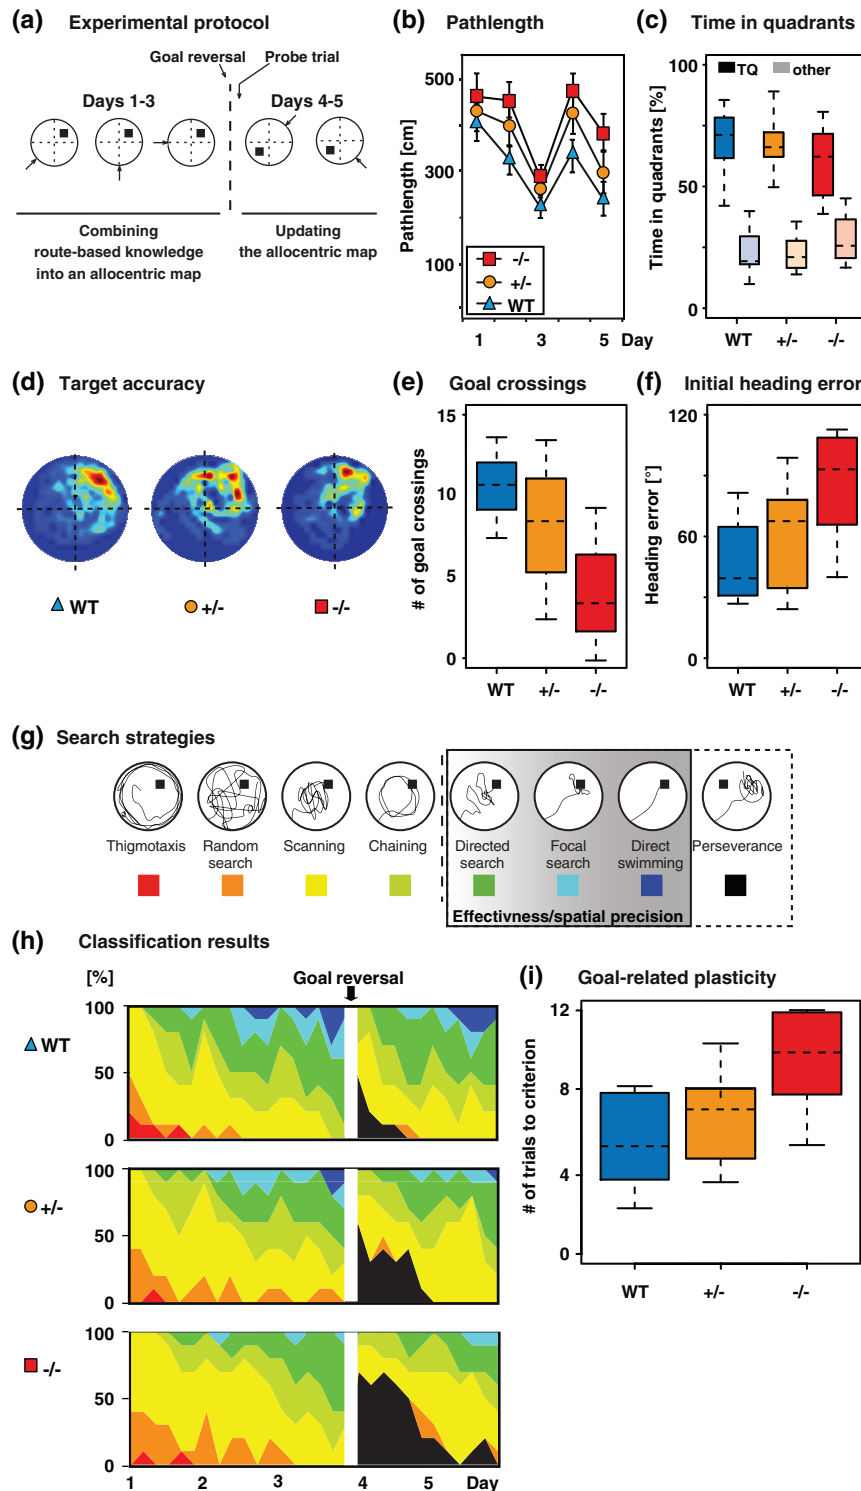 (a) Experimental protocol
Goal reversal
Probe trial
Days 1-3
Days 4-5
Combining
route-based knowledge
into an allocentric map
Updating
the allocentric map
(b) Pathlength
Pathlength [cm]
500
300
100
-/-
+/-
WT
1 3 5 Day
(c) Time in quadrants
TQ other
Time in quadrants [%]
100
50
0
WT +/- -/-
(d) Target accuracy
WT +/- -/-
(e) Goal crossings
# of goal crossings
15
10
5
0
WT +/- -/-
(f) Initial heading error
Heading error [°]
120
60
0
WT +/- -/-
(g) Search strategies
Thigmotaxis
Random
search
Scanning
Chaining
Directed
search
Focal
search
Direct
swimming
Perseverance
Effectivness/spatial precision
(h) Classification results
[%]
Goal reversal
WT
100
50
0
+/-
100
50
0
-/-
100
50
0
1 2 3 4 5 Day
(i) Goal-related plasticity
# of trials to criterion
12
8
4
0
WT +/- -/-